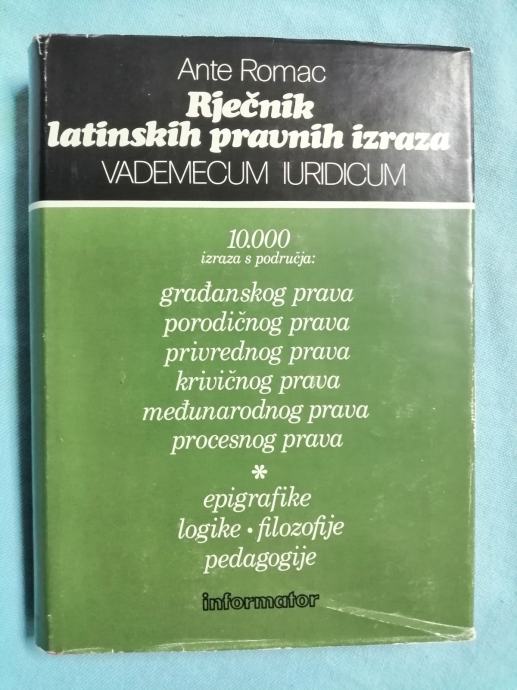 Ante Romac
Rječnik
latinskih pravnih izraza
VADEMECUM IURIDICUM
10.000
izraza s područja:
građanskog prava
porodičnog prava
privrednog prava
krivičnog prava
međunarodnog prava
procesnog prava
*
epigrafike
logike • filozofije
pedagogije
informator